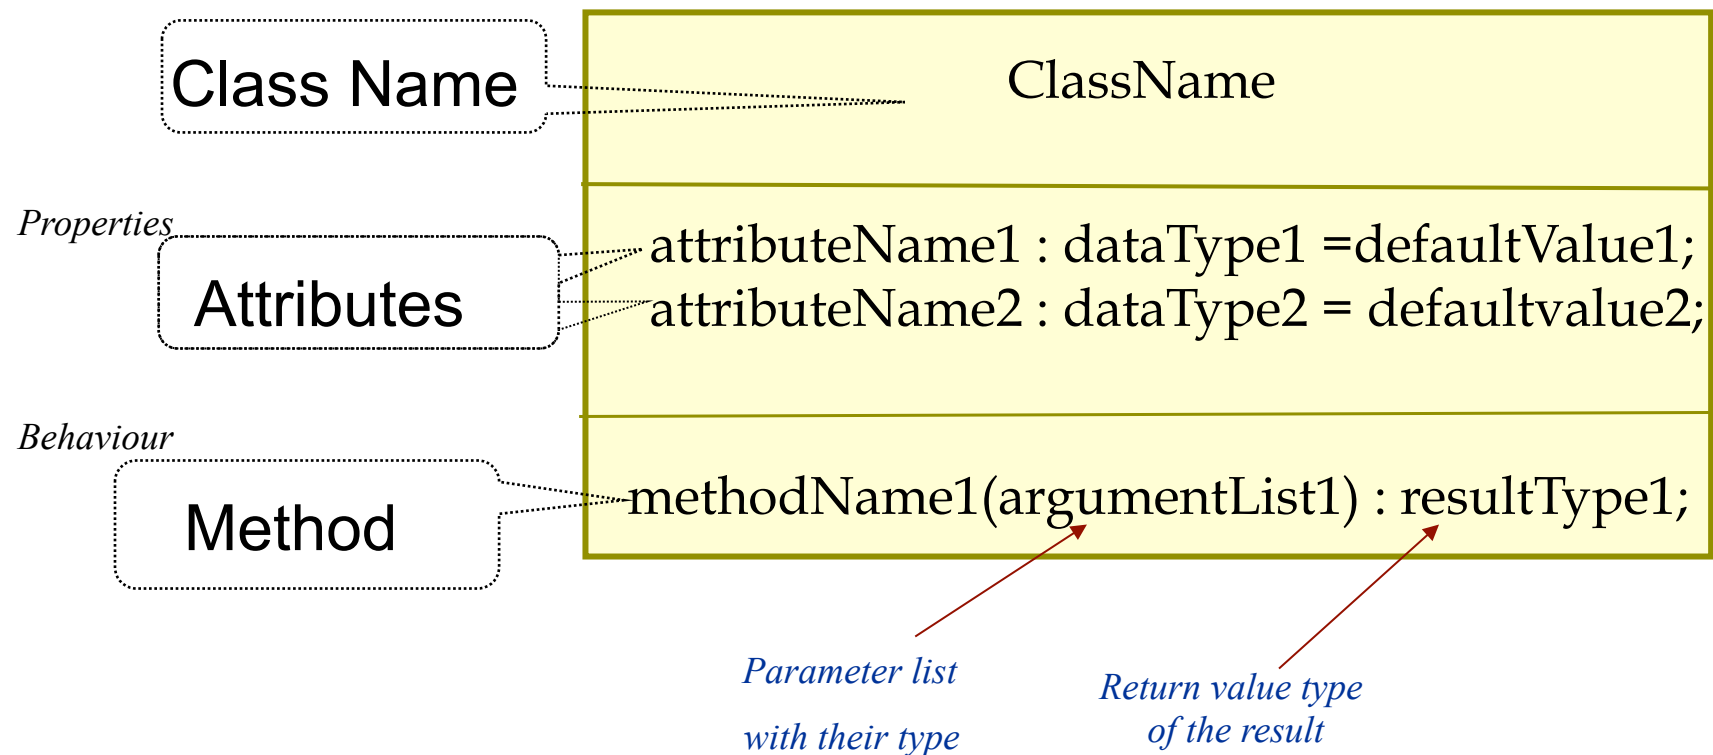 Class Name
ClassName
Properties
Attributes
attributeName1 : dataType1 =defaultValue1;
attributeName2 : dataType2 = defaultvalue2;
Behaviour
Method
methodName1(argumentList1) : resultType1;
Parameter list
with their type
Return value type
of the result